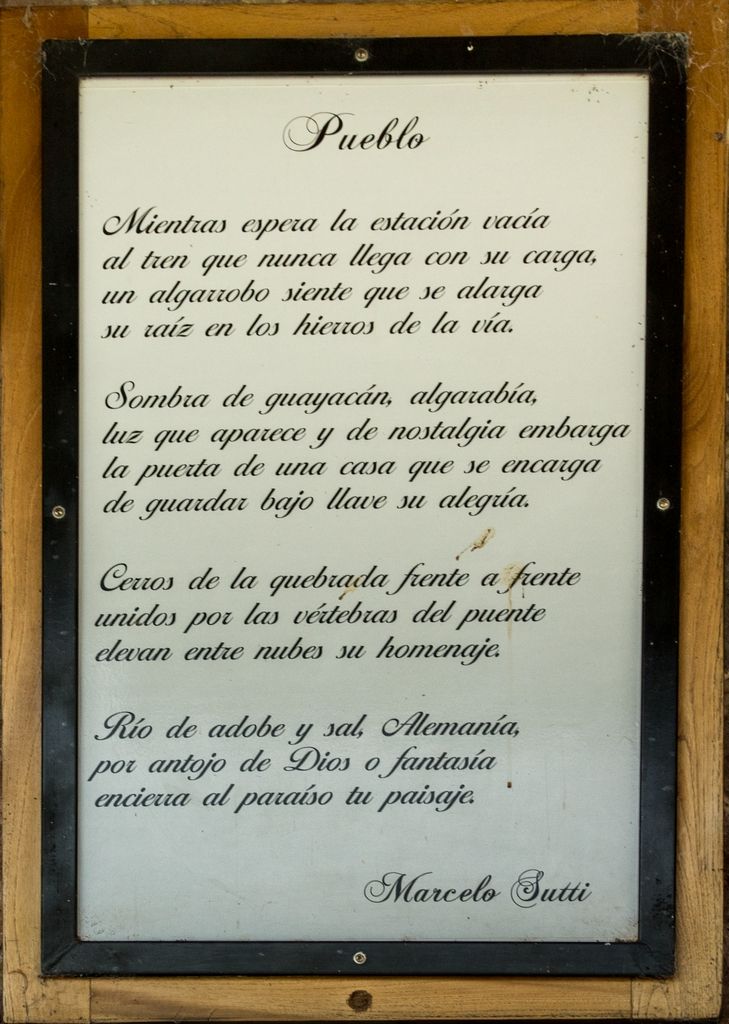 Pueblo
Mientras espera la estación vacía
al tren que nunca llega con su carga,
un algarrobo siente que se alarga
su raíz en los hierros de la vía.
Sombra de guayacán, algarabía,
luz que aparece y de nostalgia embarga
la puerta de una casa que se encarga
de guardar bajo llave su alegría.
Cerros de la quebrada frente a frente
unidos por las vértebras del puente
elevan entre nubes su homenaje.
Río de adobe y sal, Alemanía,
por antojo de Dios o fantasía
encierra al paraíso tu paisaje.
Marcelo Sutti